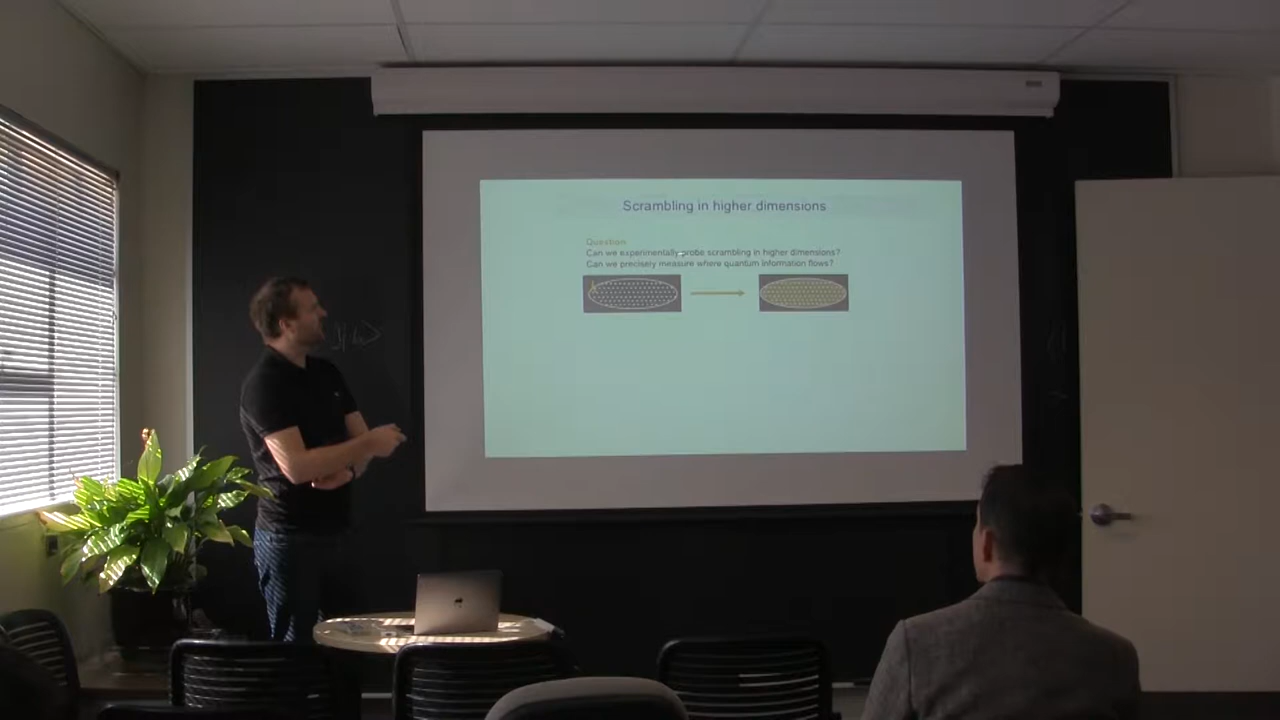 Scrambling in higher dimensions
Question
Can we experimentally probe scrambling in higher dimensions?
Can we precisely measure where quantum information flows?